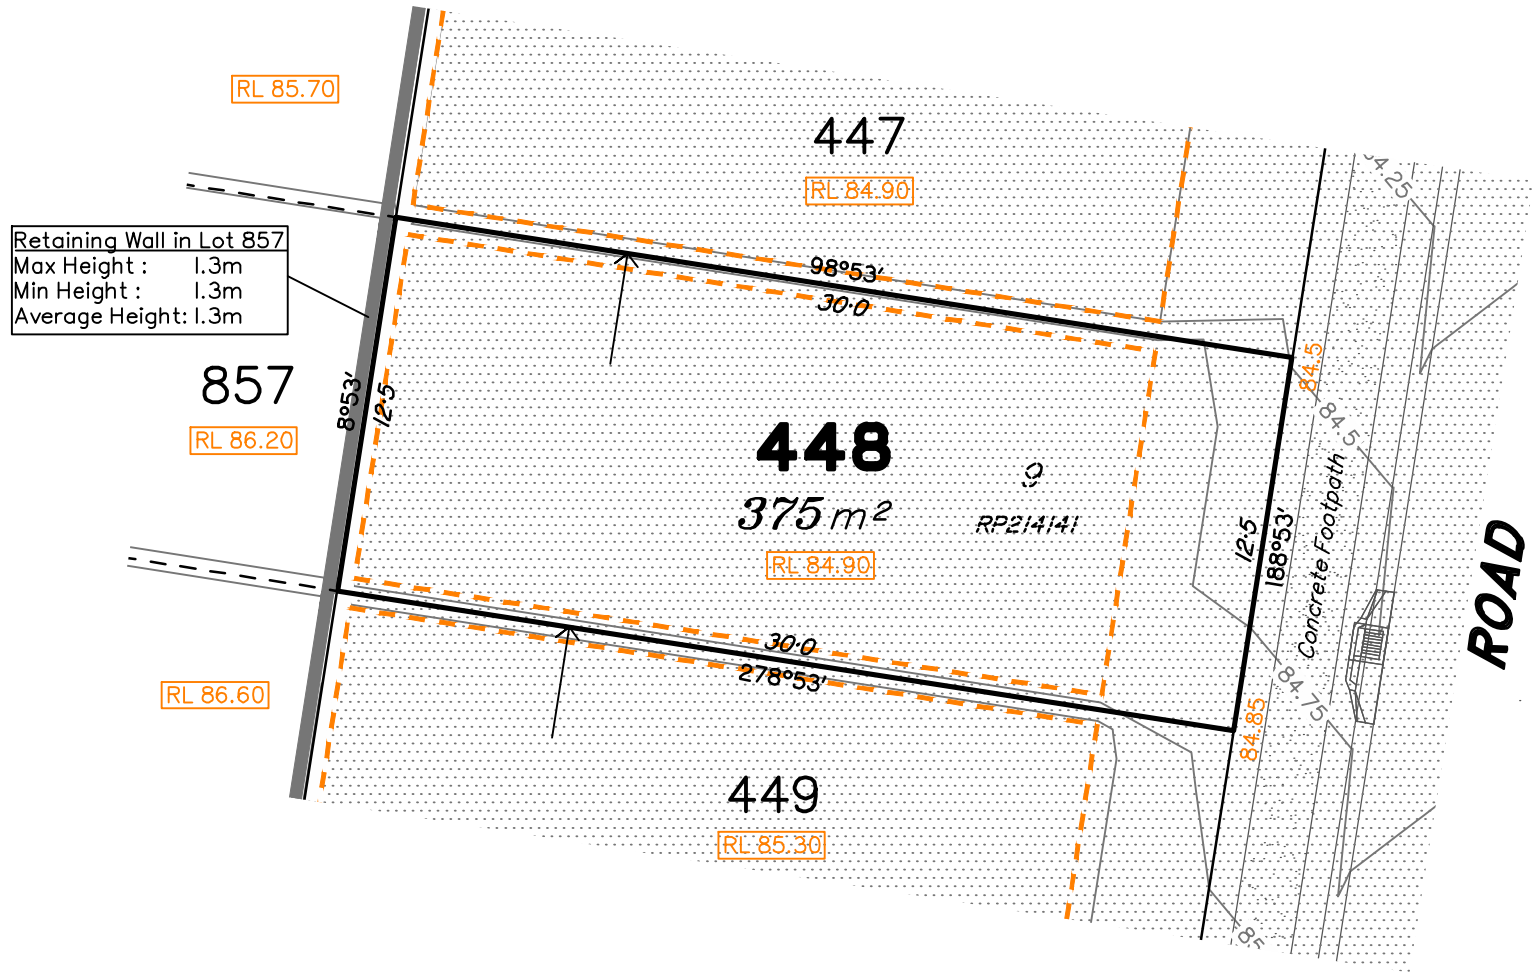 RL 85.70
447
RL 84.90
84.25
Retaining Wall in Lot 857
Max Height : 1.3m
Min Height : 1.3m
Average Height: 1.3m
98°53'
30·0
84.5
857
RL 86.20
8°53'
12·5
84.5
448
9
375 m²
RP214141
RL 84.90
12·5
188°53'
Concrete Footpath
ROAD
30·0
278°53'
RL 86.60
84.75
84.85
449
RL 85.30
85